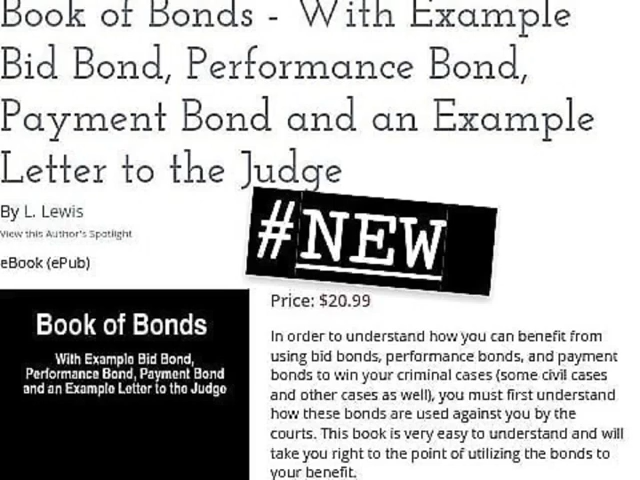 Book of Bonds - With Example
Bid Bond, Performance Bond,
Payment Bond and an Example
Letter to the Judge
By L. Lewis
View this Author's Spotlight
eBook (ePub)
#NEW
Price: $20.99
Book of Bonds
With Example Bid Bond,
Performance Bond, Payment Bond
and an Example Letter to the Judge
In order to understand how you can benefit from
using bid bonds, performance bonds, and payment
bonds to win your criminal cases (some civil cases
and other cases as well), you must first understand
how these bonds are used against you by the
courts. This book is very easy to understand and will
take you right to the point of utilizing the bonds to
your benefit.